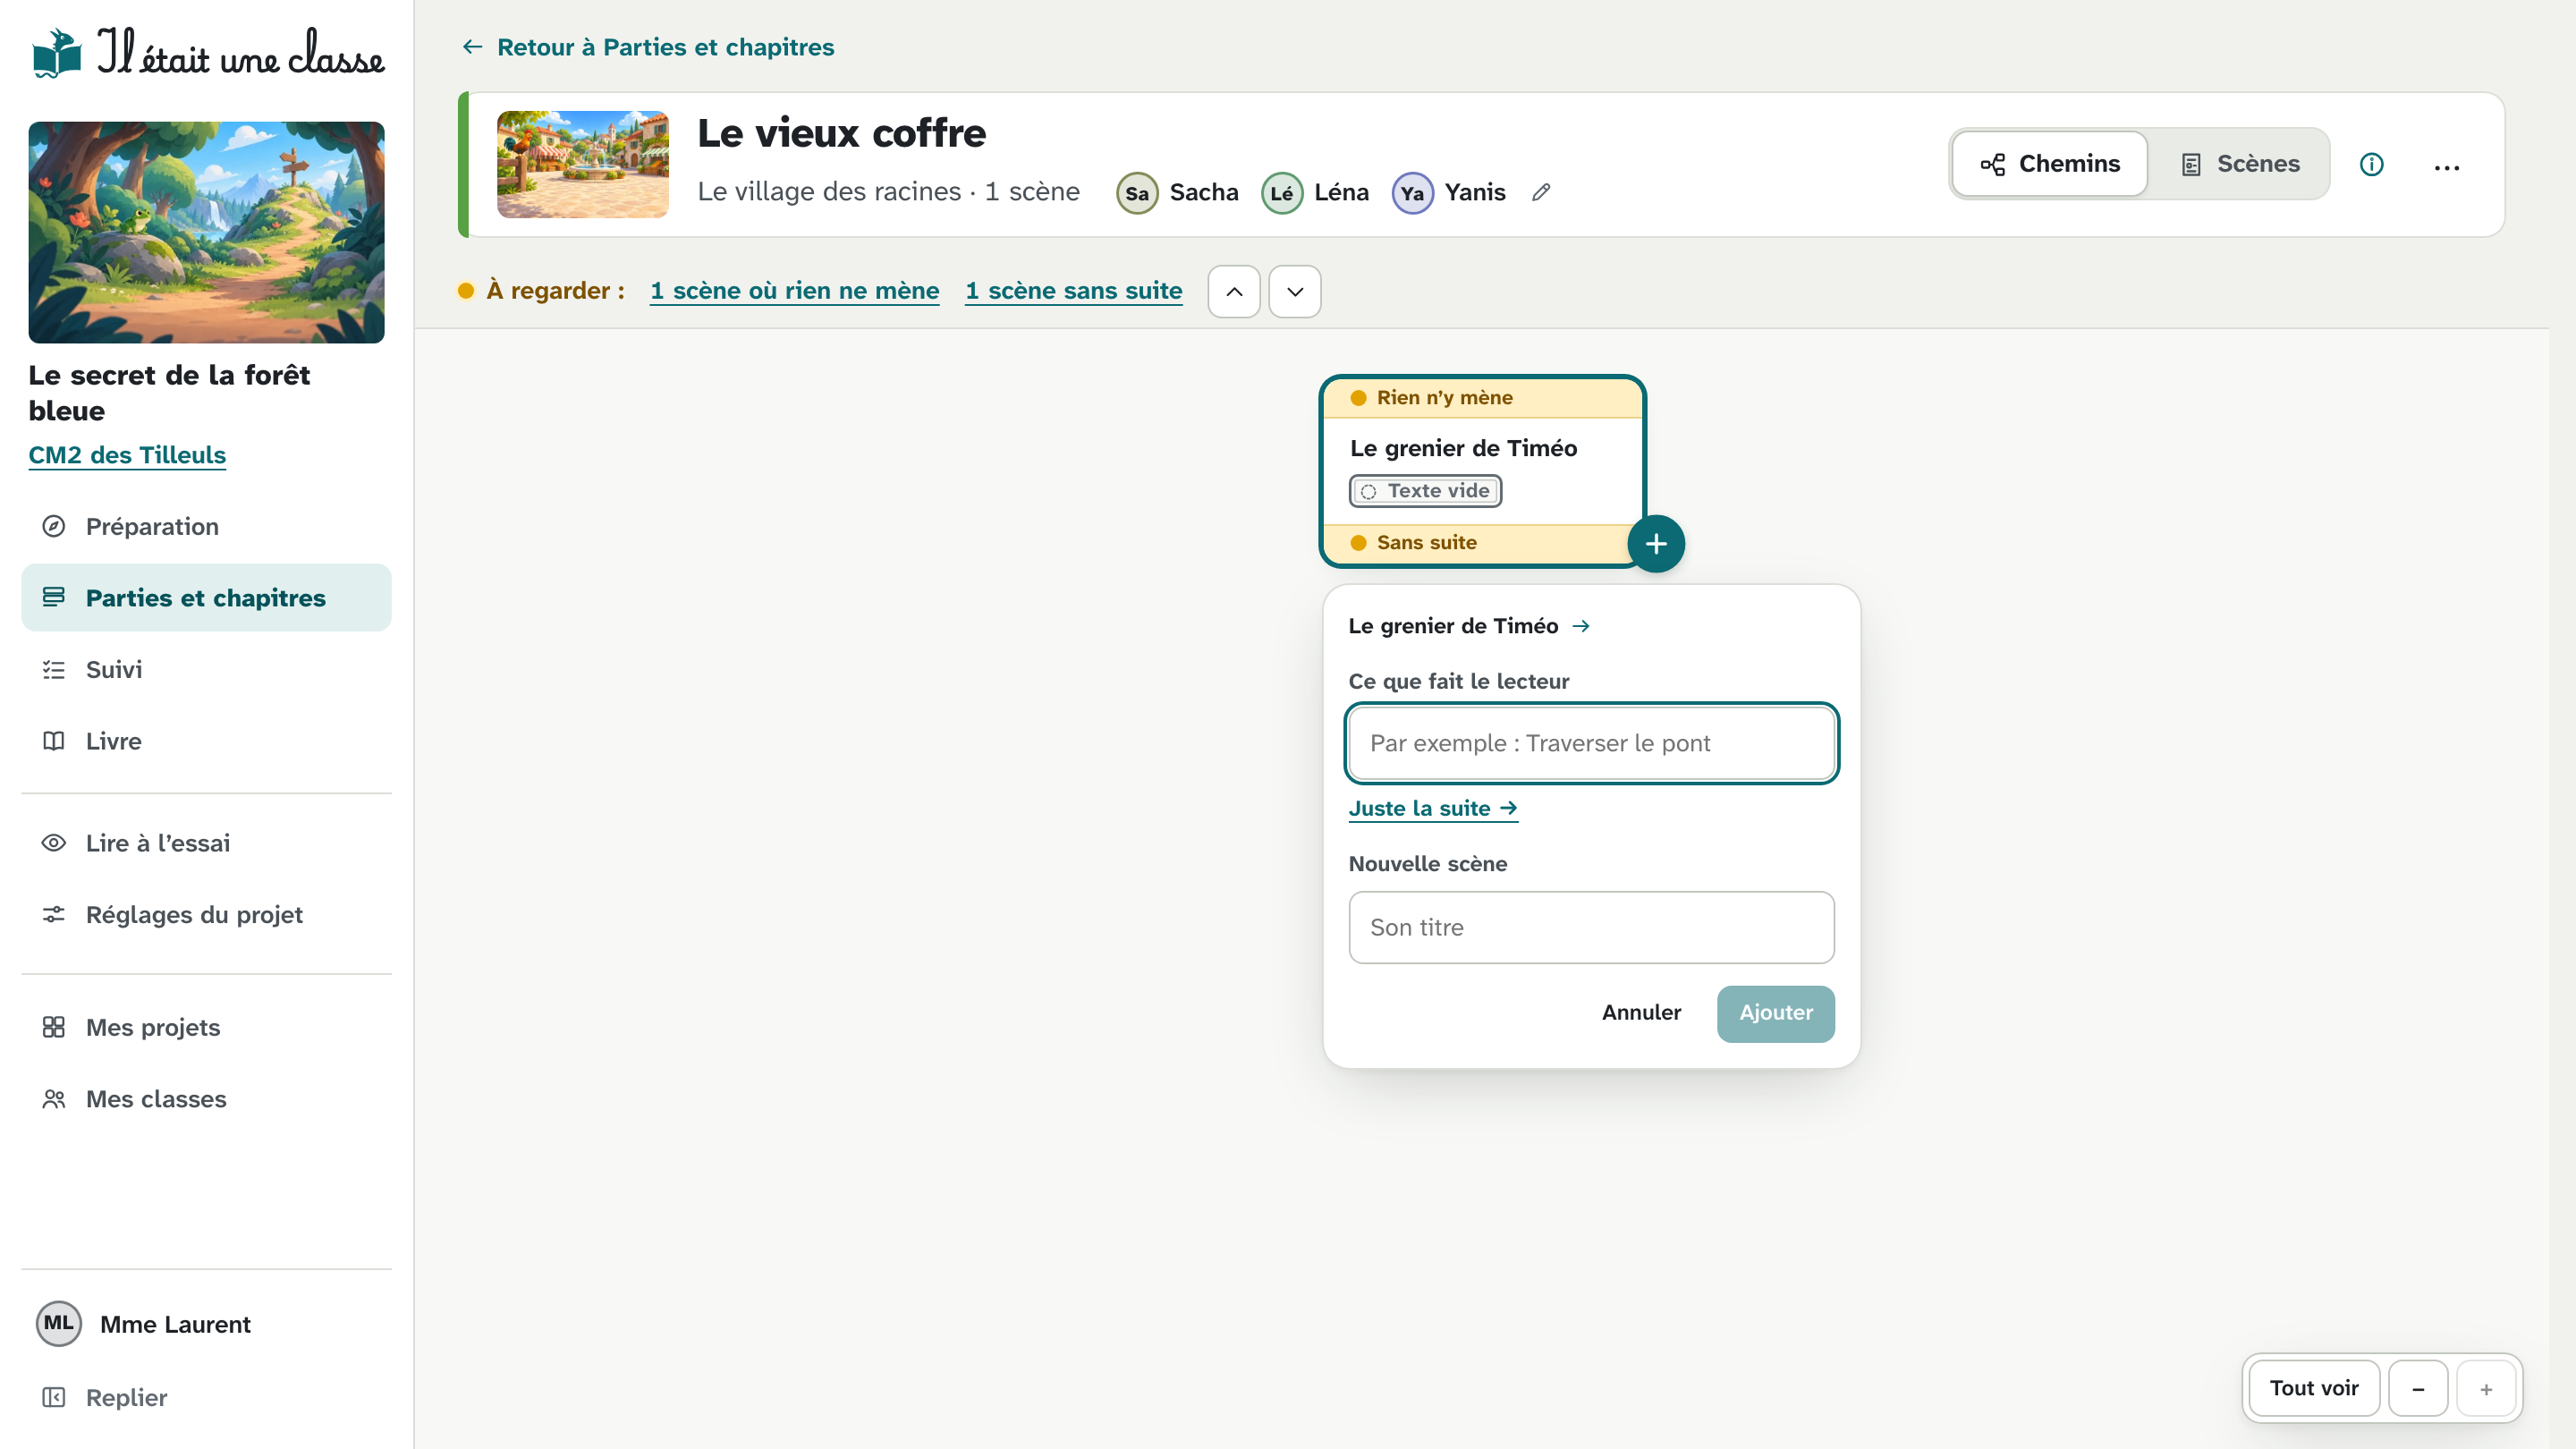 Il était une classe
Le secret de la forêt
bleue
CM2 des Tilleuls
Préparation
Parties et chapitres
Suivi
Livre
Lire à l’essai
Réglages du projet
Mes projets
Mes classes
ML Mme Laurent
Replier
← Retour à Parties et chapitres
Le vieux coffre
Le village des racines · 1 scène Sa Sacha Lé Léna Ya Yanis
Chemins Scènes
À regarder : 1 scène où rien ne mène 1 scène sans suite
Rien n’y mène
Le grenier de Timéo
Texte vide
Sans suite
+
Le grenier de Timéo →
Ce que fait le lecteur
Par exemple : Traverser le pont
Juste la suite →
Nouvelle scène
Son titre
Annuler Ajouter
Tout voir − +